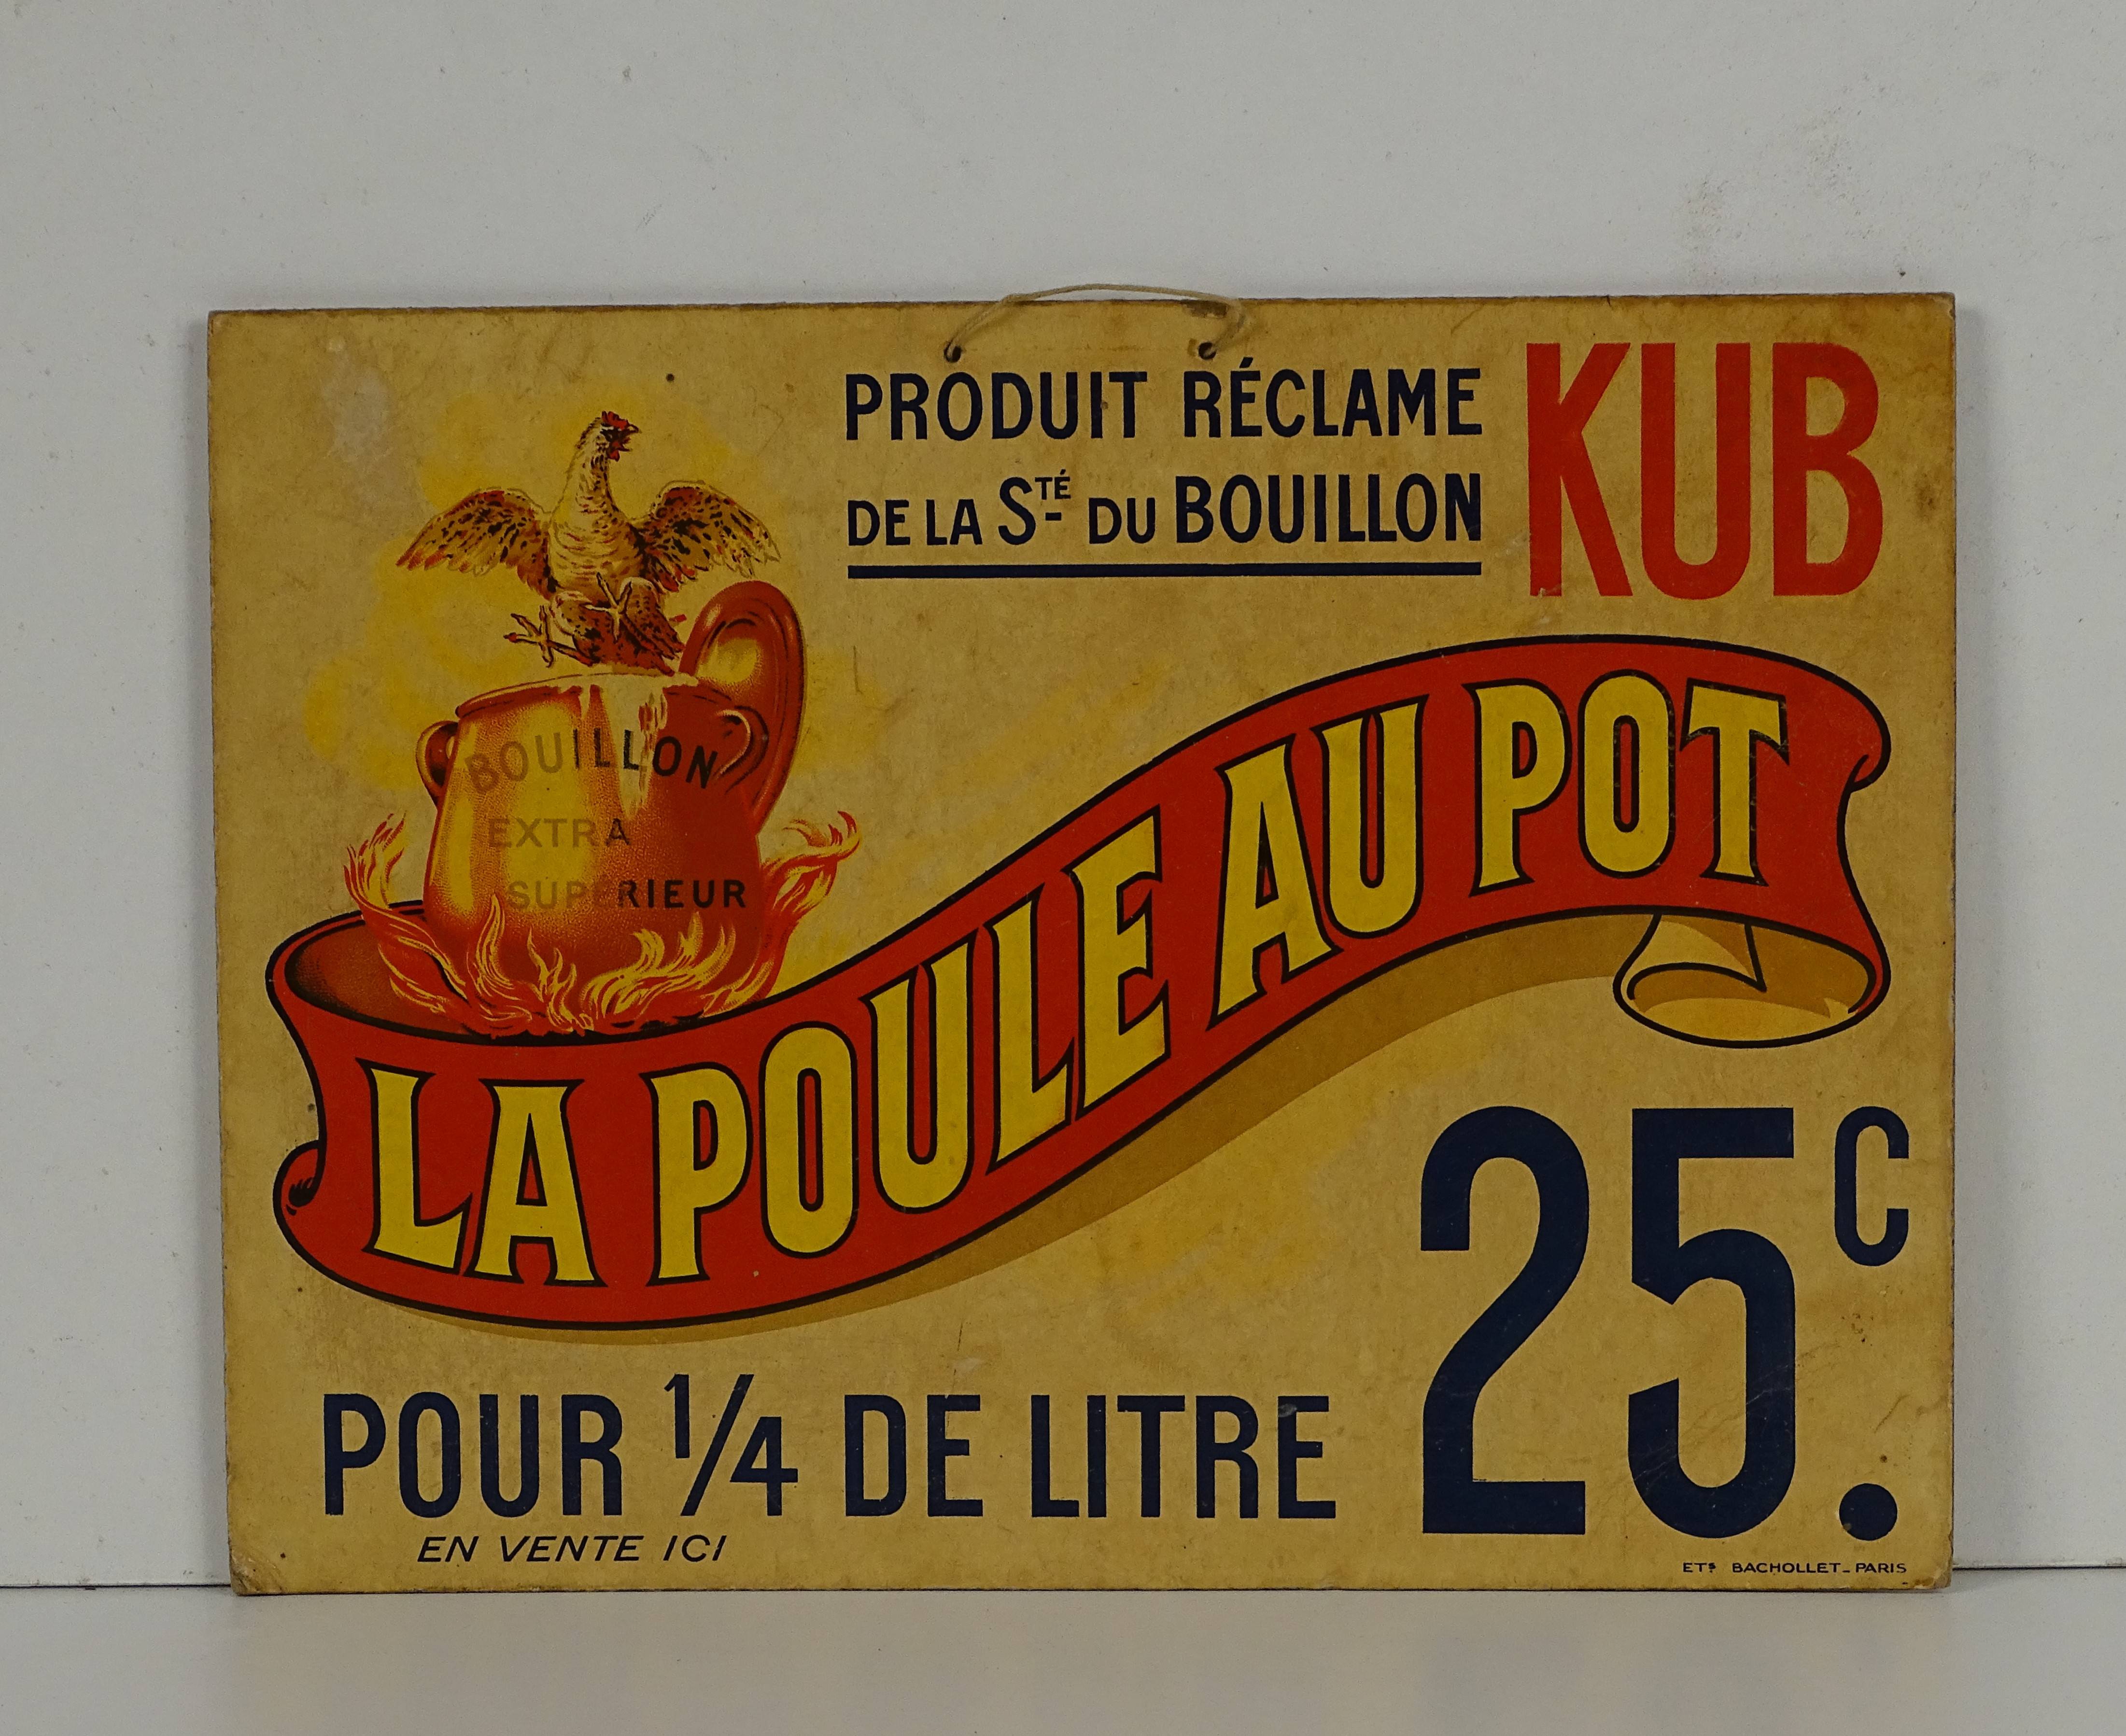 PRODUIT RÉCLAME
DE LA STÉ DU BOUILLON
KUB
BOUILLON
EXTRA
SUPÉRIEUR
LA POULE AU POT
25C.
POUR 1/4 DE LITRE
EN VENTE ICI
ETS BACHOLLET_PARIS